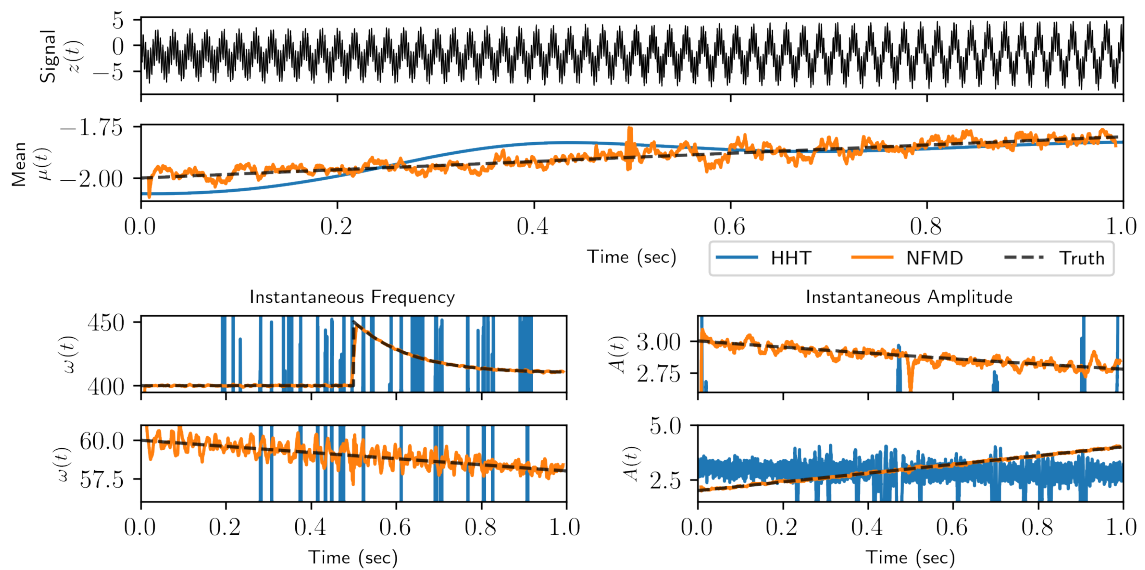 Signal
z(t)
5
0
−5
Mean
μ(t)
−1.75
−2.00
0.0 0.2 0.4 0.6 0.8 1.0
Time (sec)
HHT NFMD Truth
Instantaneous Frequency
ω(t)
450
400
ω(t)
60.0
57.5
0.0 0.2 0.4 0.6 0.8 1.0
Time (sec)
Instantaneous Amplitude
A(t)
3.00
2.75
A(t)
5.0
2.5
0.0 0.2 0.4 0.6 0.8 1.0
Time (sec)